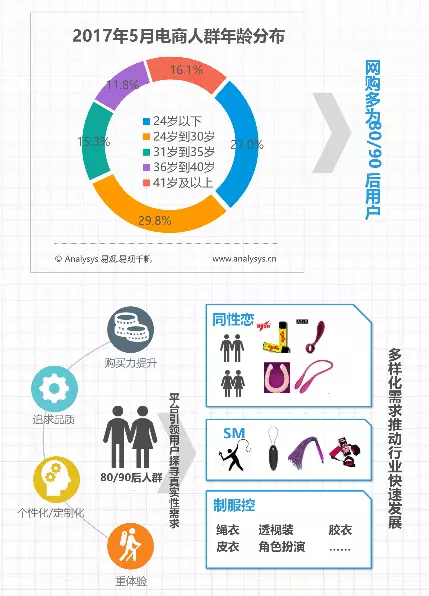 2017年5月电商人群年龄分布
16.1%
11.8%
15.3%
27.0%
29.8%
24岁以下
24岁到30岁
31岁到35岁
36岁到40岁
41岁及以上
© Analysys 易观,易观千帆
www.analysys.cn
网购多为80/90 后用户
购买力提升
追求品质
个性化/定制化
重体验
80/90后人群
平台引领用户探寻真实性需求
同性恋
SM
制服控
绳衣 透视装 胶衣
皮衣 角色扮演 ……
多样化需求推动行业快速发展